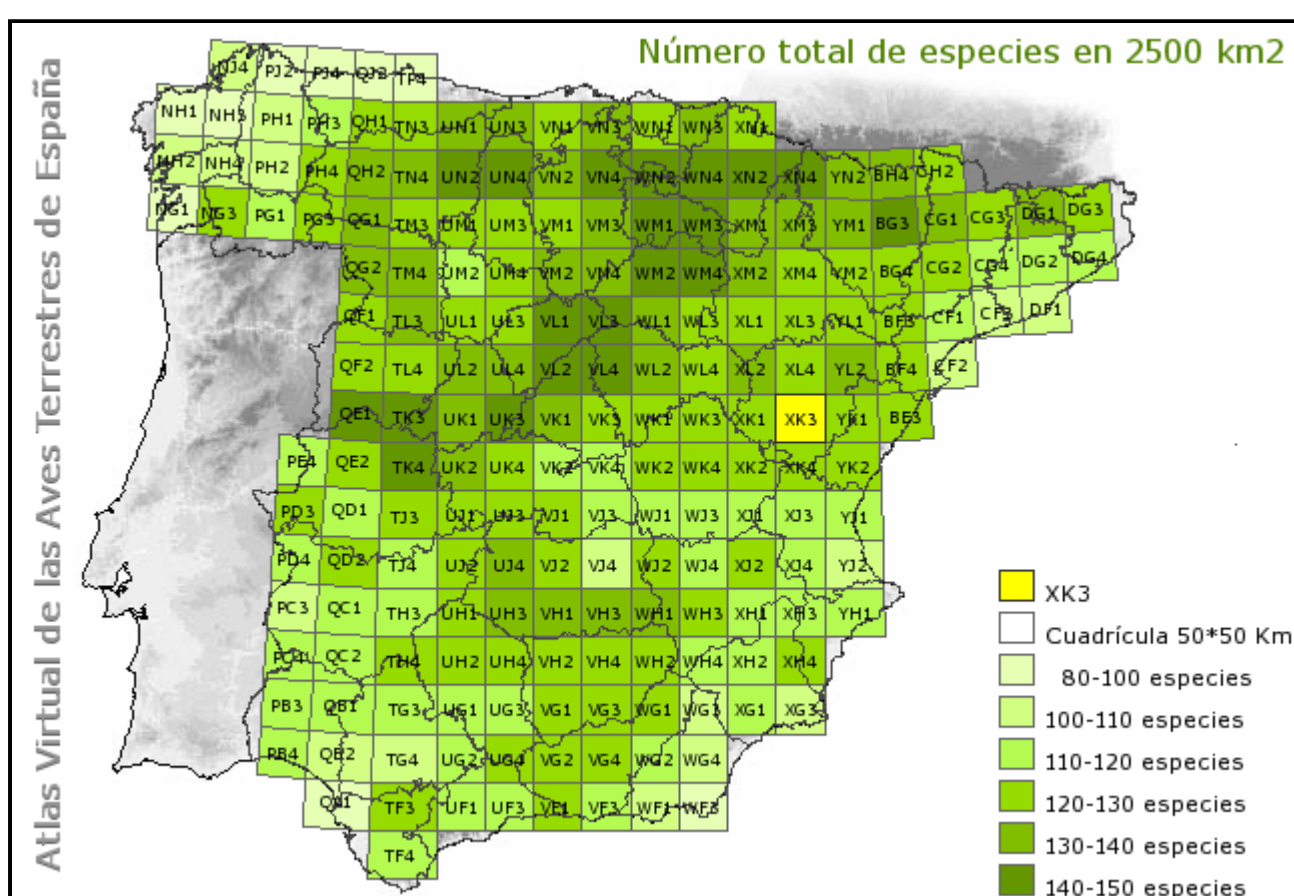 Número total de especies en 2500 km2
Atlas Virtual de las Aves Terrestres de España
NJ4 PJ2 PJ4 QJ2 TP4
NH1 NH3 PH1 PH3 QH1 TN3 UN1 UN3 VN1 VN3 WN1 WN3 XN1
NH2 NH4 PH2 PH4 QH2 TN4 UN2 UN4 VN2 VN4 WN2 WN4 XN2 XN4 YN2 BH4 CH2
NG1 NG3 PG1 PG3 QG1 TM3 UM1 UM3 VM1 VM3 WM1 WM3 XM1 XM3 YM1 BG3 CG1 CG3 DG1 DG3
QG2 TM4 UM2 UM4 VM2 VM4 WM2 WM4 XM2 XM4 YM2 BG4 CG2 CG4 DG2 DG4
QF1 TL3 UL1 UL3 VL1 VL3 WL1 WL3 XL1 XL3 YL1 BF3 CF1 CF3 DF1
QF2 TL4 UL2 UL4 VL2 VL4 WL2 WL4 XL2 XL4 YL2 BF4 CF2
QE1 TK3 UK1 UK3 VK1 VK3 WK1 WK3 XK1 XK3 YK1 BE3
PE4 QE2 TK4 UK2 UK4 VK2 VK4 WK2 WK4 XK2 XK4 YK2
PD3 QD1 TJ3 UJ1 UJ3 VJ1 VJ3 WJ1 WJ3 XJ1 XJ3 YJ1
PD4 QD2 TJ4 UJ2 UJ4 VJ2 VJ4 WJ2 WJ4 XJ2 XJ4 YJ2
PC3 QC1 TH3 UH1 UH3 VH1 VH3 WH1 WH3 XH1 XH3 YH1
PC4 QC2 TH4 UH2 UH4 VH2 VH4 WH2 WH4 XH2 XH4
PB3 QB1 TG3 UG1 UG3 VG1 VG3 WG1 WG3 XG1 XG3
PB4 QB2 TG4 UG2 UG4 VG2 VG4 WG2 WG4
QA1 TF3 UF1 UF3 VF1 VF3 WF1 WF3
TF4
XK3
Cuadrícula 50*50 Km
80-100 especies
100-110 especies
110-120 especies
120-130 especies
130-140 especies
140-150 especies